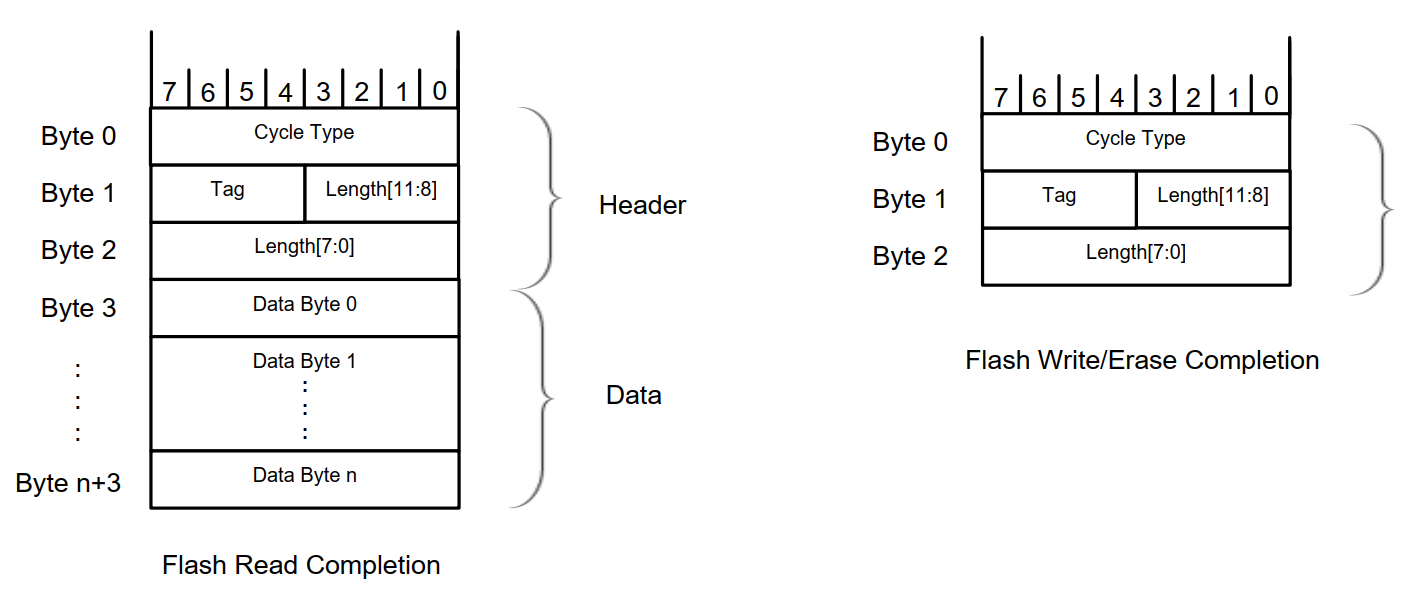 7 6 5 4 3 2 1 0
Byte 0 Cycle Type
Byte 1 Tag Length[11:8]
Byte 2 Length[7:0]
Header
Byte 3 Data Byte 0
Data Byte 1
⋮ ⋮
Data
Byte n+3 Data Byte n
Flash Read Completion
7 6 5 4 3 2 1 0
Byte 0 Cycle Type
Byte 1 Tag Length[11:8]
Byte 2 Length[7:0]
Flash Write/Erase Completion